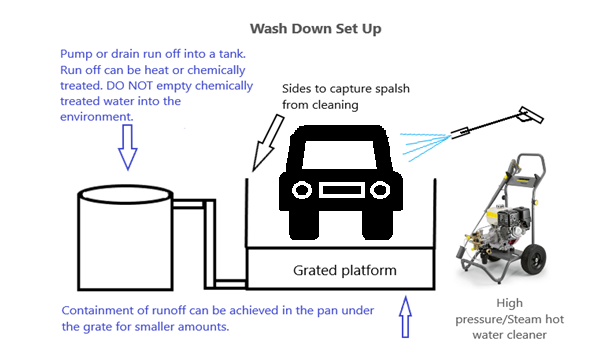 Wash Down Set Up
Pump or drain run off into a tank.
Run off can be heat or chemically
treated. DO NOT empty chemically
treated water into the
environment.
Sides to capture spalsh
from cleaning
Grated platform
Containment of runoff can be achieved in the pan under
the grate for smaller amounts.
High
pressure/Steam hot
water cleaner